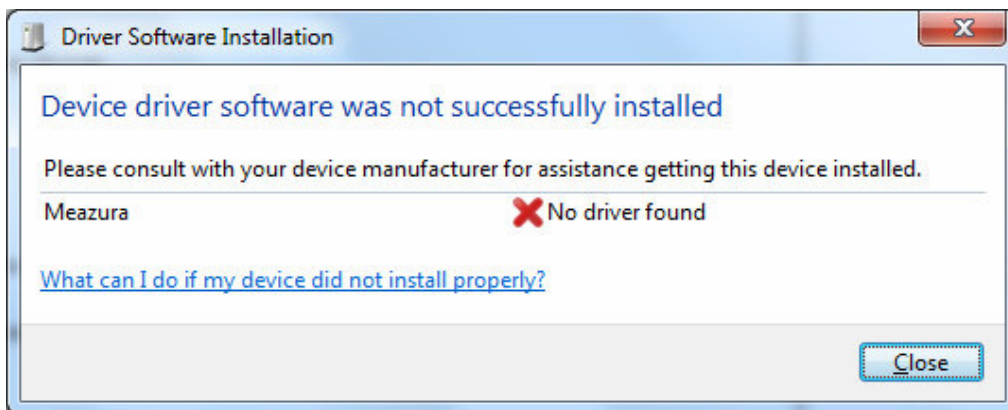 Driver Software Installation
Device driver software was not successfully installed
Please consult with your device manufacturer for assistance getting this device installed.
Meazura No driver found
What can I do if my device did not install properly?
Close